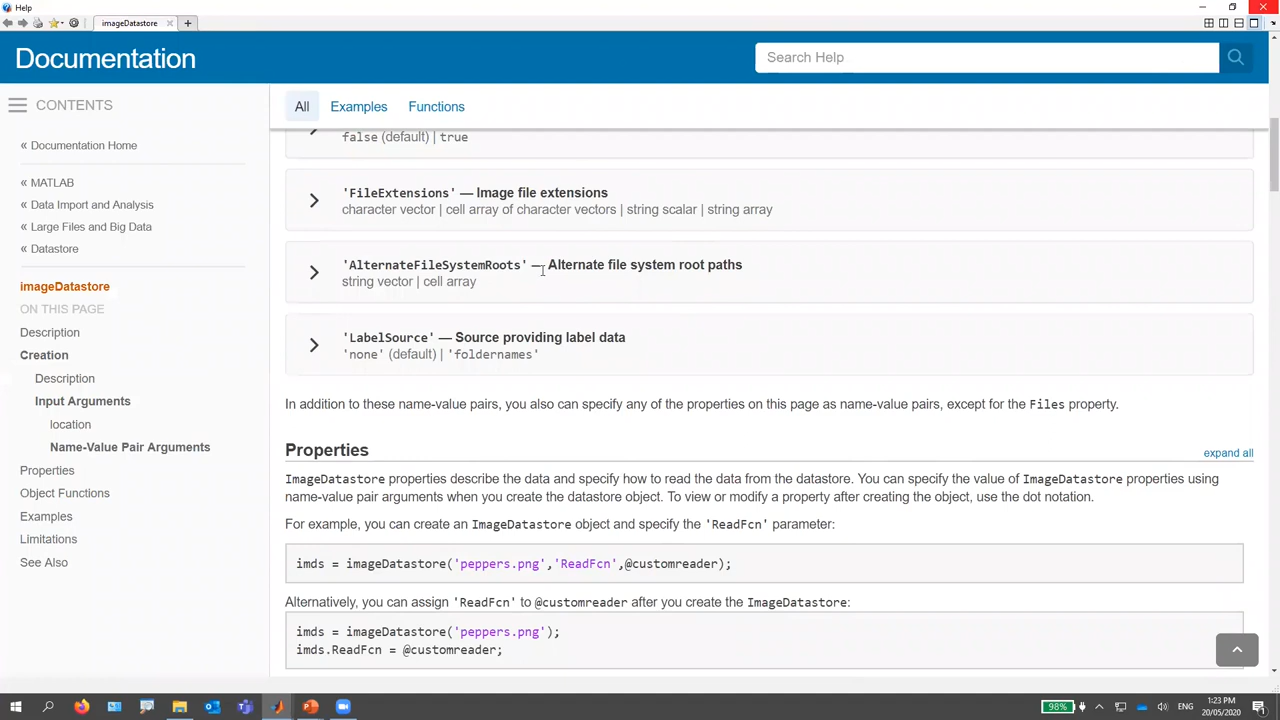 Help
imageDatastore
Documentation
Search Help
CONTENTS
All
Examples
Functions
« Documentation Home
« MATLAB
« Data Import and Analysis
« Large Files and Big Data
« Datastore
imageDatastore
ON THIS PAGE
Description
Creation
Description
Input Arguments
location
Name-Value Pair Arguments
Properties
Object Functions
Examples
Limitations
See Also
false (default) | true
'FileExtensions' — Image file extensions
character vector | cell array of character vectors | string scalar | string array
'AlternateFileSystemRoots' — Alternate file system root paths
string vector | cell array
'LabelSource' — Source providing label data
'none' (default) | 'foldernames'
In addition to these name-value pairs, you also can specify any of the properties on this page as name-value pairs, except for the Files property.
Properties
expand all
ImageDatastore properties describe the data and specify how to read the data from the datastore. You can specify the value of ImageDatastore properties using
name-value pair arguments when you create the datastore object. To view or modify a property after creating the object, use the dot notation.
For example, you can create an ImageDatastore object and specify the 'ReadFcn' parameter:
imds = imageDatastore('peppers.png','ReadFcn',@customreader);
Alternatively, you can assign 'ReadFcn' to @customreader after you create the ImageDatastore:
imds = imageDatastore('peppers.png');
imds.ReadFcn = @customreader;
98%
ENG
1:23 PM
20/05/2020